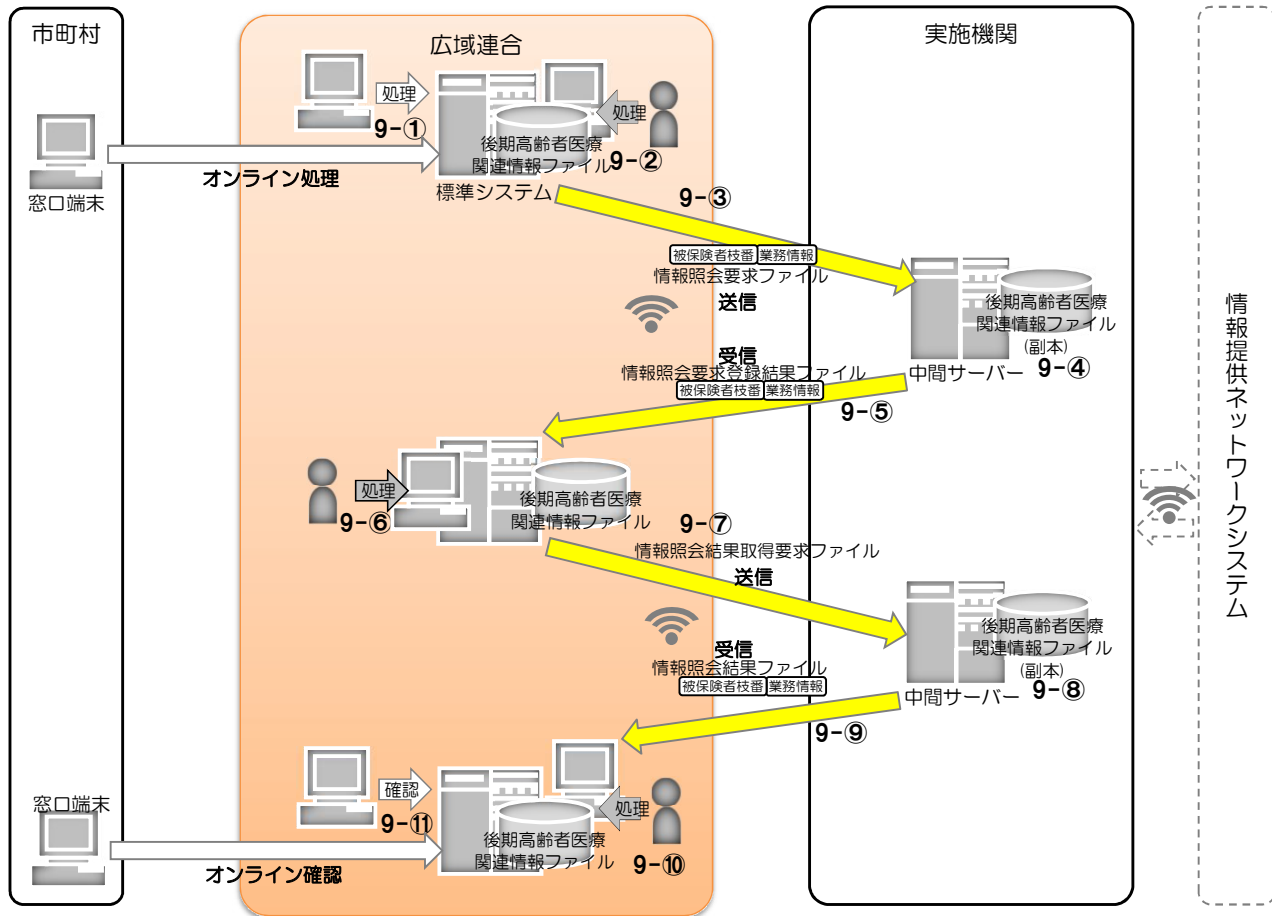 市町村
広域連合
実施機関
処理
9-①
処理
後期高齢者医療
関連情報ファイル
9-②
標準システム
窓口端末
オンライン処理
9-③
被保険者枝番 業務情報
情報照会要求ファイル
送信
後期高齢者医療
関連情報ファイル
(副本)
中間サーバー
9-④
受信
情報照会要求登録結果ファイル
被保険者枝番 業務情報
9-⑤
処理
9-⑥
後期高齢者医療
関連情報ファイル
9-⑦
情報照会結果取得要求ファイル
送信
後期高齢者医療
関連情報ファイル
(副本)
中間サーバー
9-⑧
受信
情報照会結果ファイル
被保険者枝番 業務情報
9-⑨
確認
9-⑪
処理
後期高齢者医療
関連情報ファイル
9-⑩
窓口端末
オンライン確認
情報提供ネットワークシステム